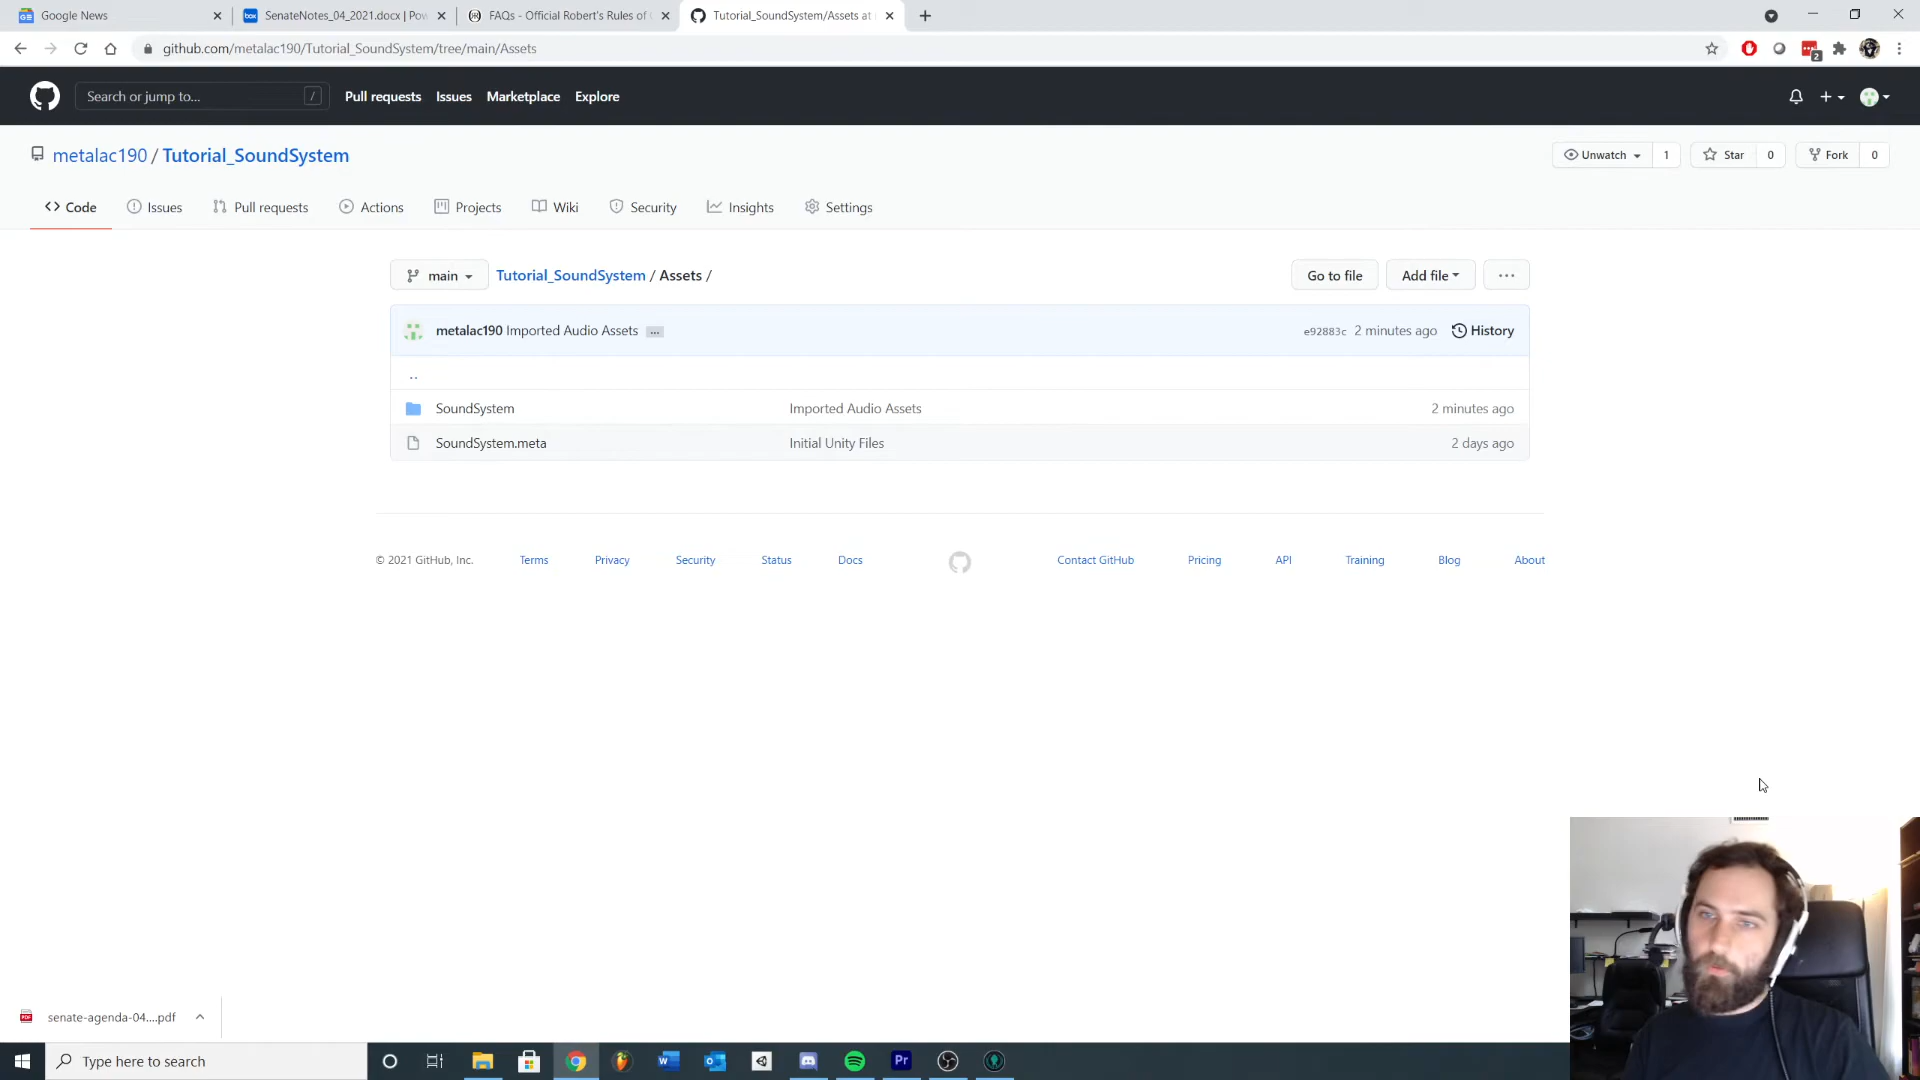 Google News
SenateNotes_04_2021.docx | Pow
FAQs - Official Robert's Rules of
Tutorial_SoundSystem/Assets at
github.com/metalac190/Tutorial_SoundSystem/tree/main/Assets
2
Search or jump to...
/
Pull requests
Issues
Marketplace
Explore
metalac190 / Tutorial_SoundSystem
Unwatch 1
Star 0
Fork 0
Code
Issues
Pull requests
Actions
Projects
Wiki
Security
Insights
Settings
main
Tutorial_SoundSystem / Assets /
Go to file
Add file
metalac190 Imported Audio Assets ...
e92883c 2 minutes ago
History
..
SoundSystem
Imported Audio Assets
2 minutes ago
SoundSystem.meta
Initial Unity Files
2 days ago
© 2021 GitHub, Inc.
Terms
Privacy
Security
Status
Docs
Contact GitHub
Pricing
API
Training
Blog
About
senate-agenda-04....pdf
Type here to search